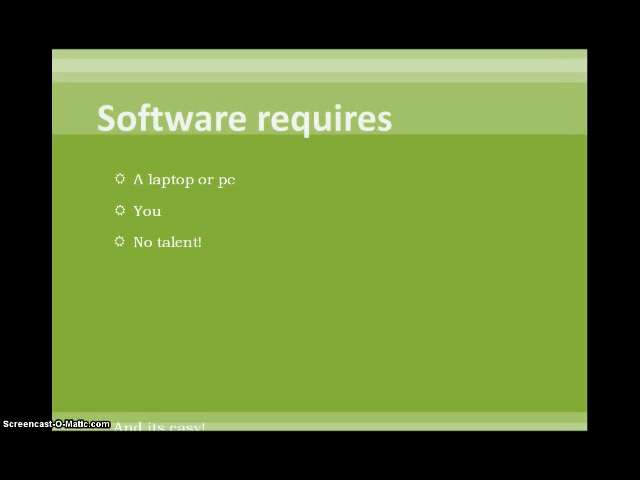 Software requires
A laptop or pc
You
No talent!
And its easy!
Screencast-O-Matic.com